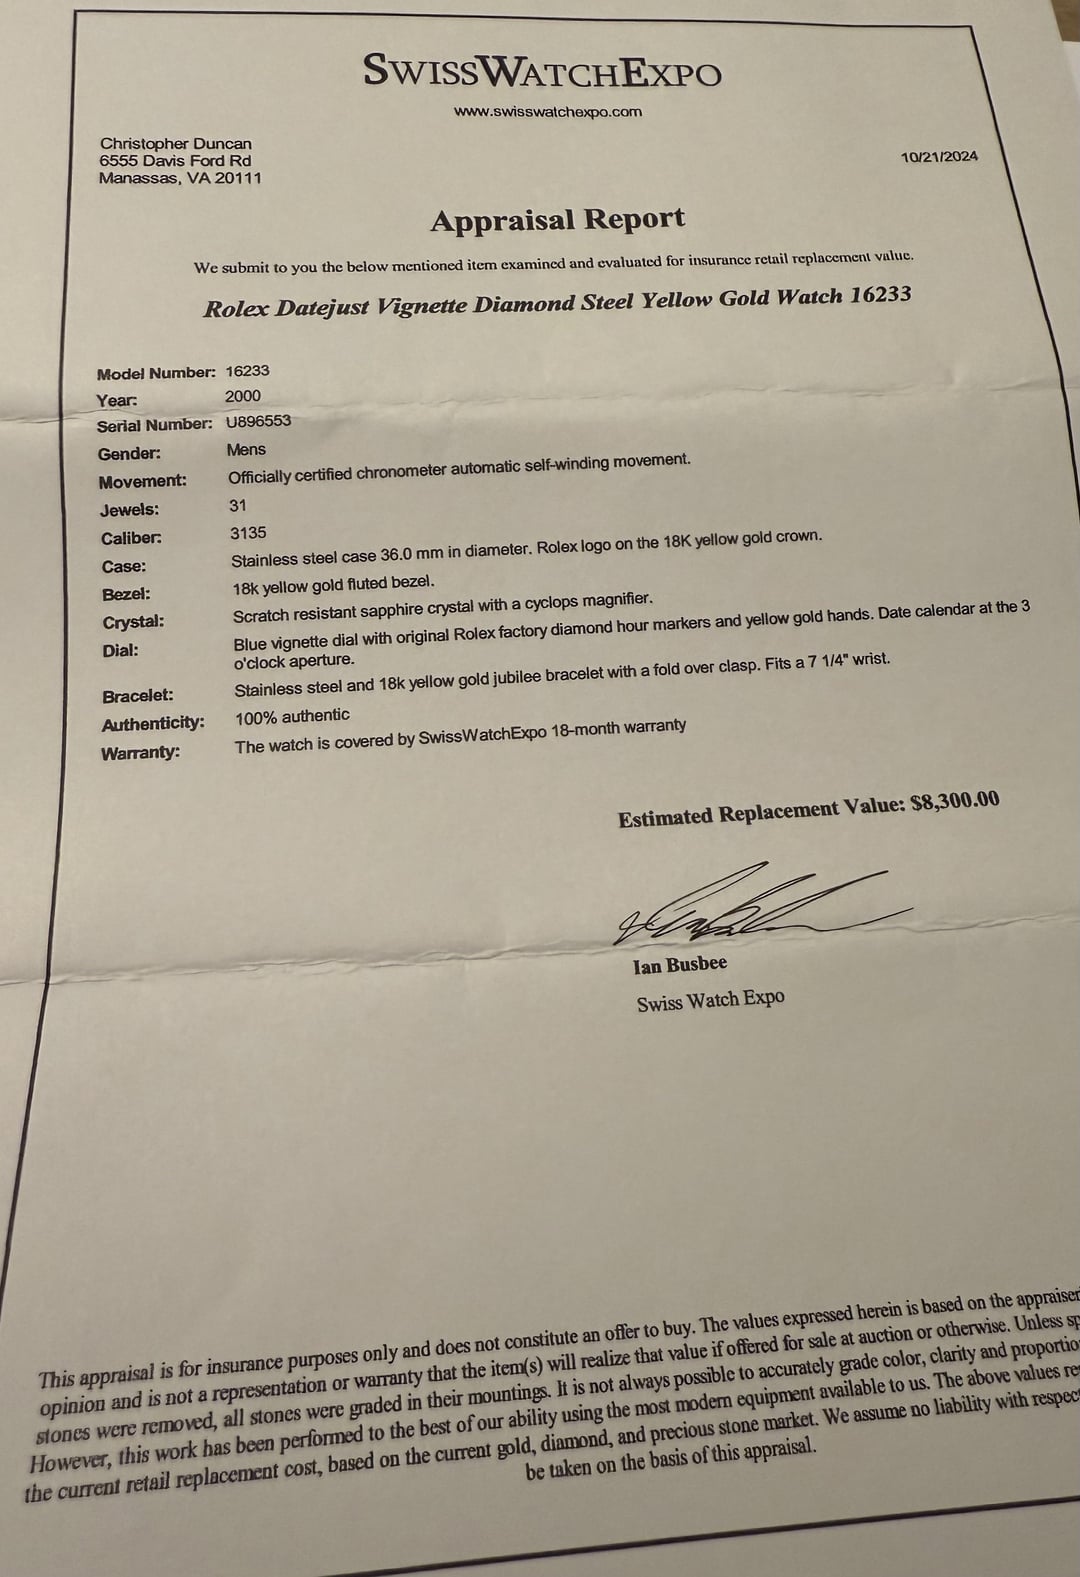 SWISSWATCHEXPO
www.swisswatchexpo.com
Christopher Duncan
6555 Davis Ford Rd
Manassas, VA 20111
10/21/2024
Appraisal Report
We submit to you the below mentioned item examined and evaluated for insurance retail replacement value.
Rolex Datejust Vignette Diamond Steel Yellow Gold Watch 16233
Model Number: 16233
Year: 2000
Serial Number: U896553
Gender: Mens
Movement: Officially certified chronometer automatic self-winding movement.
Jewels: 31
Caliber: 3135
Case: Stainless steel case 36.0 mm in diameter. Rolex logo on the 18K yellow gold crown.
Bezel: 18k yellow gold fluted bezel.
Crystal: Scratch resistant sapphire crystal with a cyclops magnifier.
Dial: Blue vignette dial with original Rolex factory diamond hour markers and yellow gold hands. Date calendar at the 3
o'clock aperture.
Bracelet: Stainless steel and 18k yellow gold jubilee bracelet with a fold over clasp. Fits a 7 1/4" wrist.
Authenticity: 100% authentic
Warranty: The watch is covered by SwissWatchExpo 18-month warranty
Estimated Replacement Value: $8,300.00
Ian Busbee
Swiss Watch Expo
This appraisal is for insurance purposes only and does not constitute an offer to buy. The values expressed herein is based on the appraiser
opinion and is not a representation or warranty that the item(s) will realize that value if offered for sale at auction or otherwise. Unless
stones were removed, all stones were graded in their mountings. It is not always possible to accurately grade color, clarity and
However, this work has been performed to the best of our ability using the most modern equipment available to us. The above values
the current retail replacement cost, based on the current gold, diamond, and precious stone market. We assume no liability with
be taken on the basis of this appraisal.